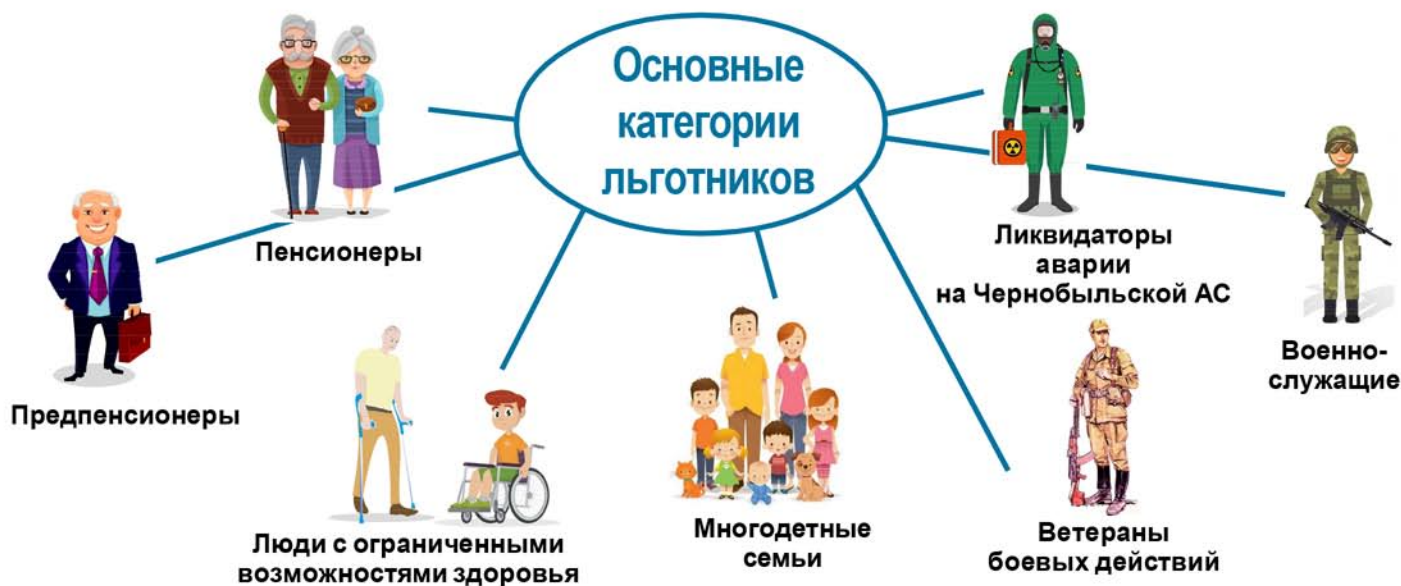 Основные
категории
льготников
Пенсионеры
Предпенсионеры
Люди с ограниченными
возможностями здоровья
Многодетные
семьи
Ветераны
боевых действий
Ликвидаторы
аварии
на Чернобыльской АС
Военно-
служащие